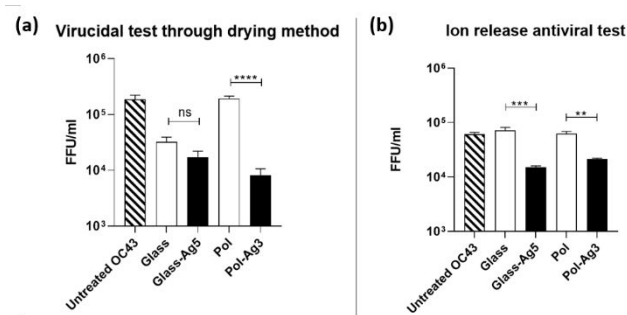 (a) Virucidal test through drying method
10⁶
10⁵
10⁴
10³
FFU/ml
ns
****
Untreated OC43
Glass
Glass-Ag5
Pol
Pol-Ag3
(b) Ion release antiviral test
10⁶
10⁵
10⁴
10³
FFU/ml
***
**
Untreated OC43
Glass
Glass-Ag5
Pol
Pol-Ag3